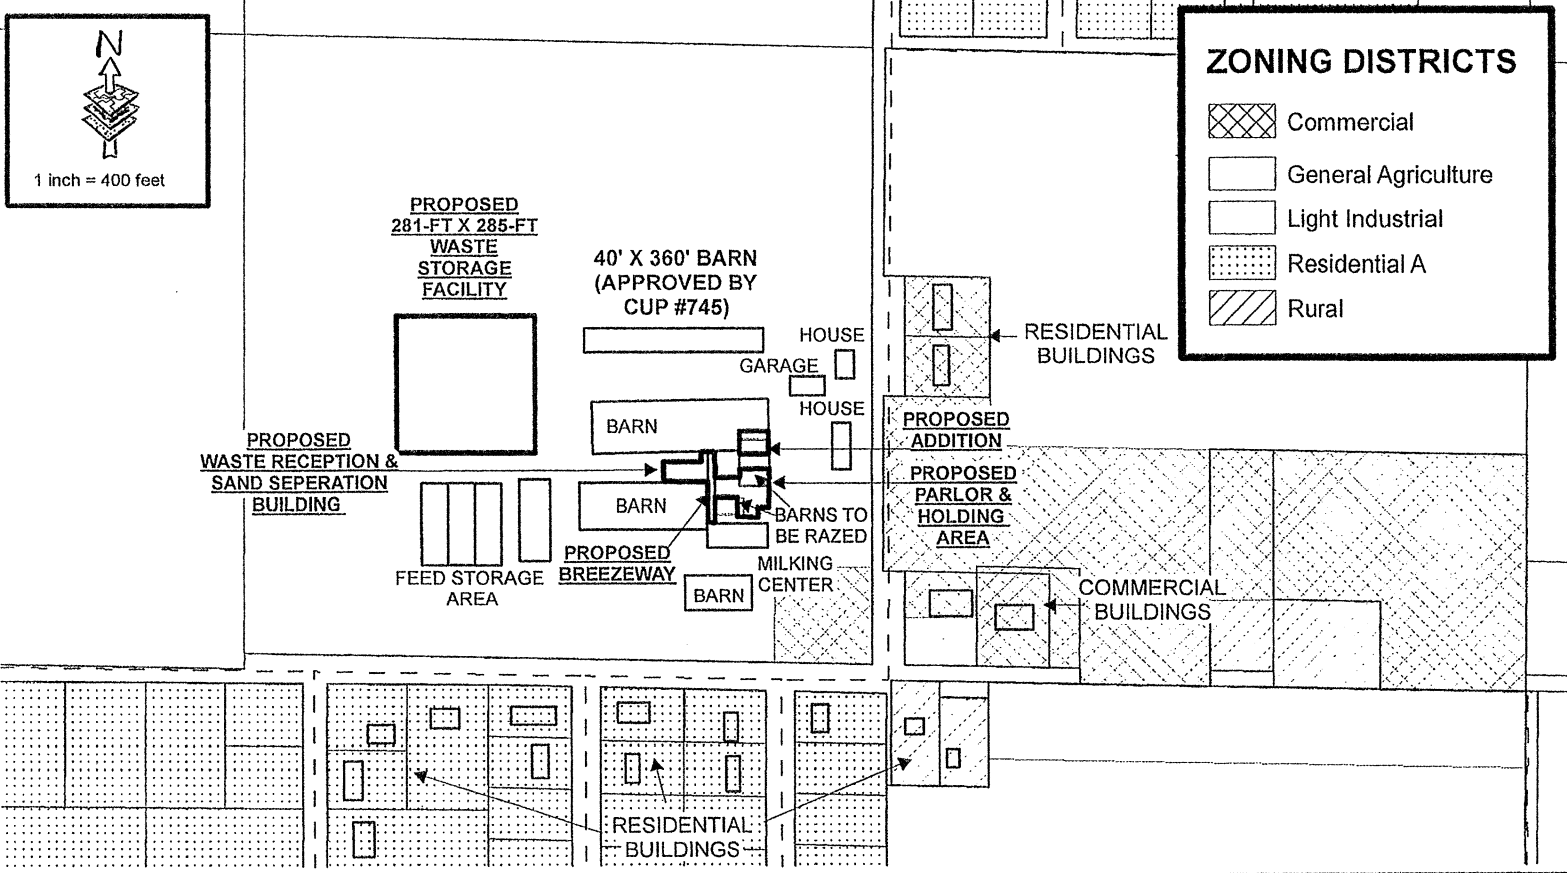 N
1 inch = 400 feet
ZONING DISTRICTS
Commercial
General Agriculture
Light Industrial
Residential A
Rural
PROPOSED
281-FT X 285-FT
WASTE
STORAGE
FACILITY
40' X 360' BARN
(APPROVED BY
CUP #745)
HOUSE
GARAGE
HOUSE
RESIDENTIAL
BUILDINGS
BARN
PROPOSED
ADDITION
PROPOSED
WASTE RECEPTION &
SAND SEPERATION
BUILDING
PROPOSED
PARLOR &
HOLDING
AREA
BARN
BARNS TO
BE RAZED
PROPOSED
BREEZEWAY
MILKING
CENTER
FEED STORAGE
AREA
BARN
COMMERCIAL
BUILDINGS
RESIDENTIAL
BUILDINGS